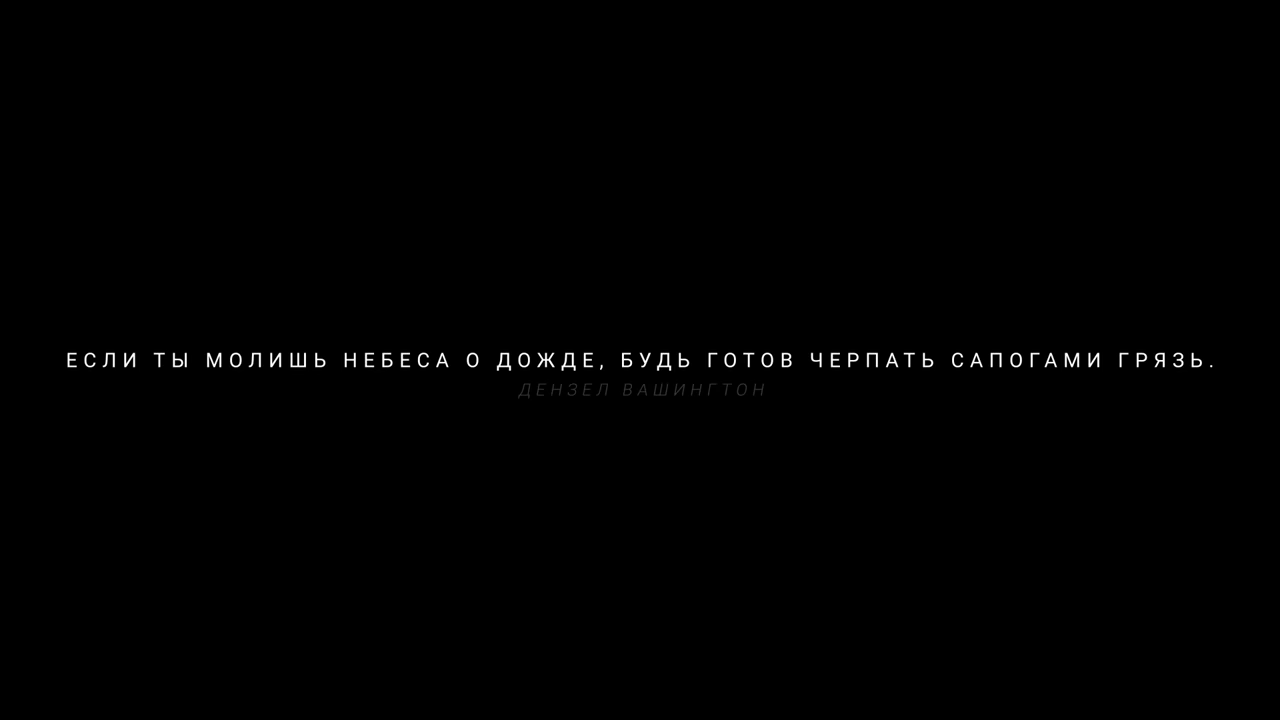 ЕСЛИ ТЫ МОЛИШЬ НЕБЕСА О ДОЖДЕ, БУДЬ ГОТОВ ЧЕРПАТЬ САПОГАМИ ГРЯЗЬ.
ДЕНЗЕЛ ВАШИНГТОН